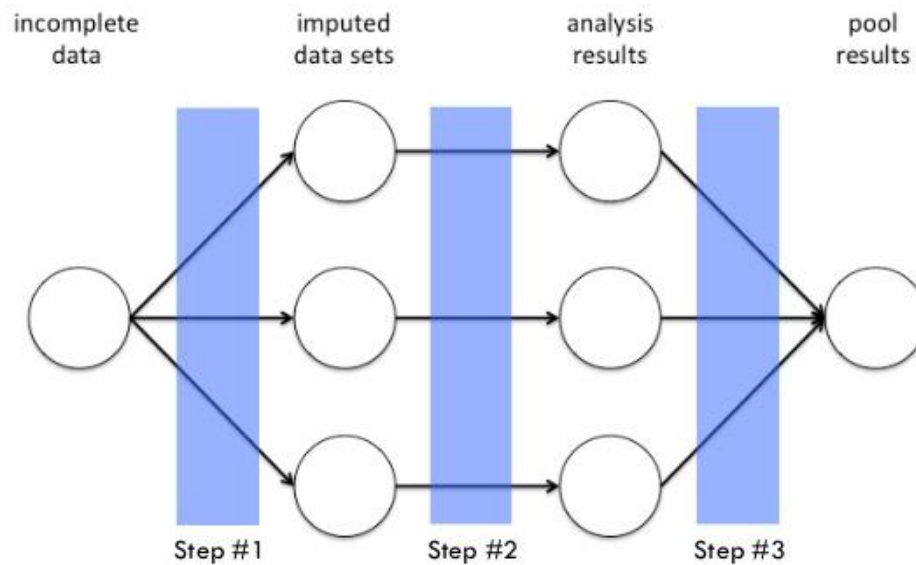 incomplete
data
imputed
data sets
analysis
results
pool
results
Step #1
Step #2
Step #3